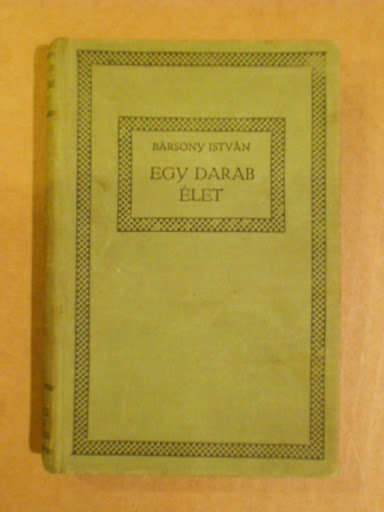 BÁRSONY ISTVÁN
EGY DARAB
ÉLET